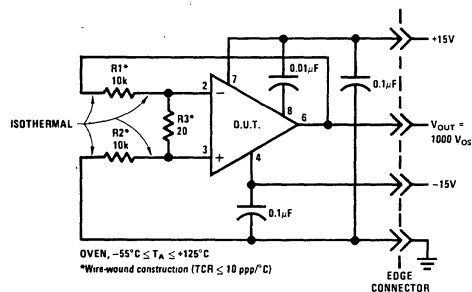 +15V
R1*
10k
0.01μF
0.1μF
7
2
−
8
ISOTHERMAL
R3*
20
D.U.T.
6
VOUT =
1000 VOS
R2*
10k
3
+
4
−15V
0.1μF
OVEN, −55°C ≤ TA ≤ +125°C
*Wire-wound construction (TCR ≤ 10 ppp/°C)
EDGE
CONNECTOR